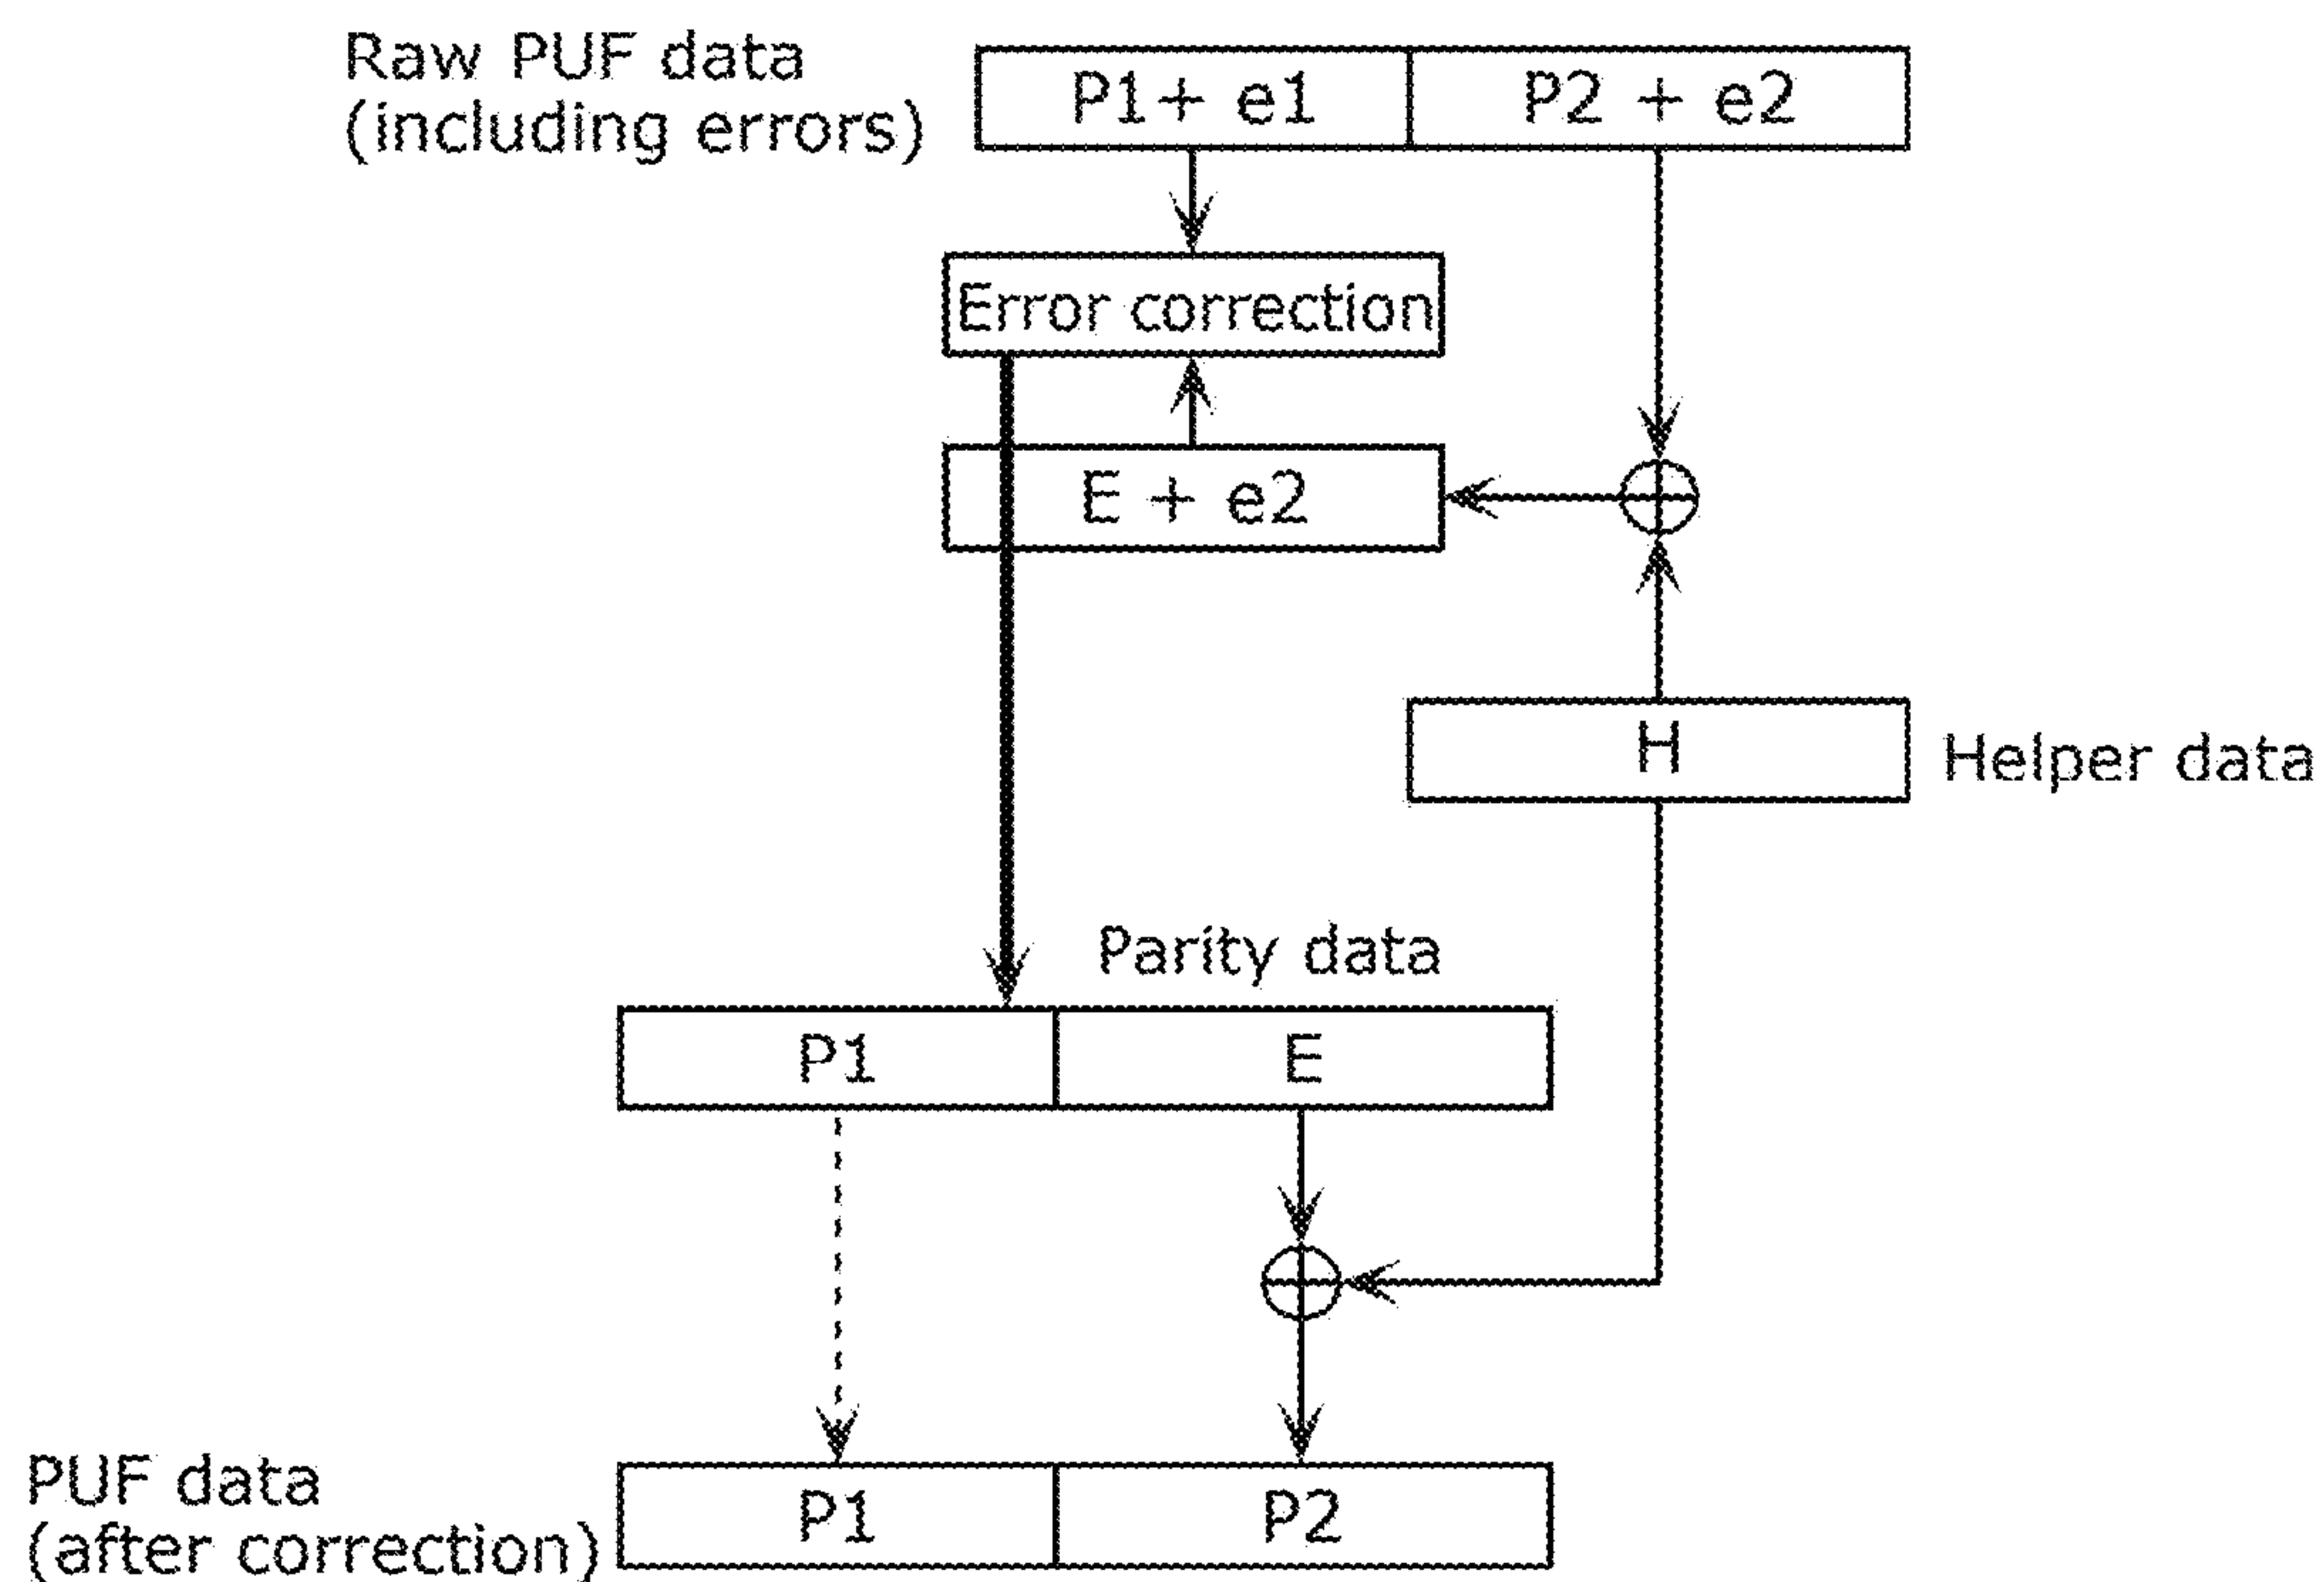 Raw PUF data
(including errors)
P1+ e1
P2 + e2
Error correction
E + e2
H
Helper data
Parity data
P1
E
PUF data
(after correction)
P1
P2